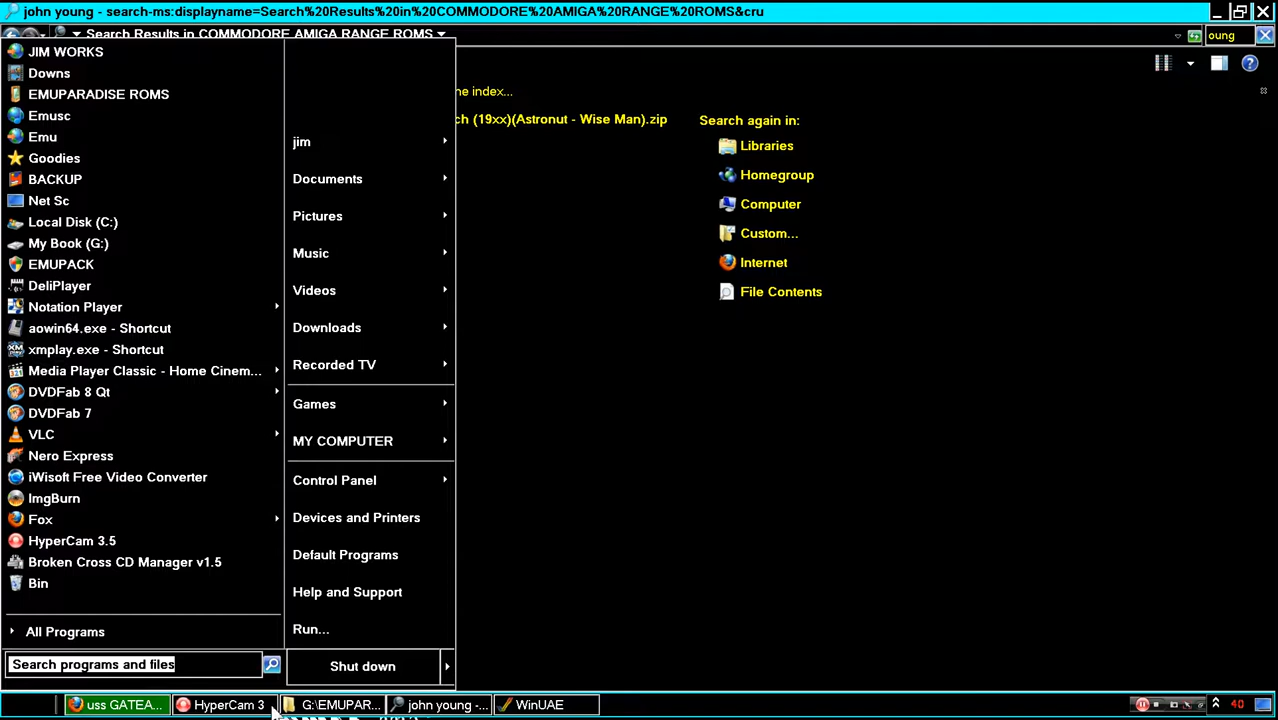 john young - search-ms:displayname=Search%20Results%20in%20COMMODORE%20AMIGA%20RANGE%20ROMS&cru
Search Results in COMMODORE AMIGA RANGE ROMS
oung
JIM WORKS
Downs
EMUPARADISE ROMS
Emusc
Emu
Goodies
BACKUP
Net Sc
Local Disk (C:)
My Book (G:)
EMUPACK
DeliPlayer
Notation Player
aowin64.exe - Shortcut
xmplay.exe - Shortcut
Media Player Classic - Home Cinem...
DVDFab 8 Qt
DVDFab 7
VLC
Nero Express
iWisoft Free Video Converter
ImgBurn
Fox
HyperCam 3.5
Broken Cross CD Manager v1.5
Bin
All Programs
Search programs and files
jim
Documents
Pictures
Music
Videos
Downloads
Recorded TV
Games
MY COMPUTER
Control Panel
Devices and Printers
Default Programs
Help and Support
Run...
Shut down
he index...
ch (19xx)(Astronut - Wise Man).zip
Search again in:
Libraries
Homegroup
Computer
Custom...
Internet
File Contents
uss GATEA...
HyperCam 3
G:\EMUPAR...
john young -...
WinUAE
40